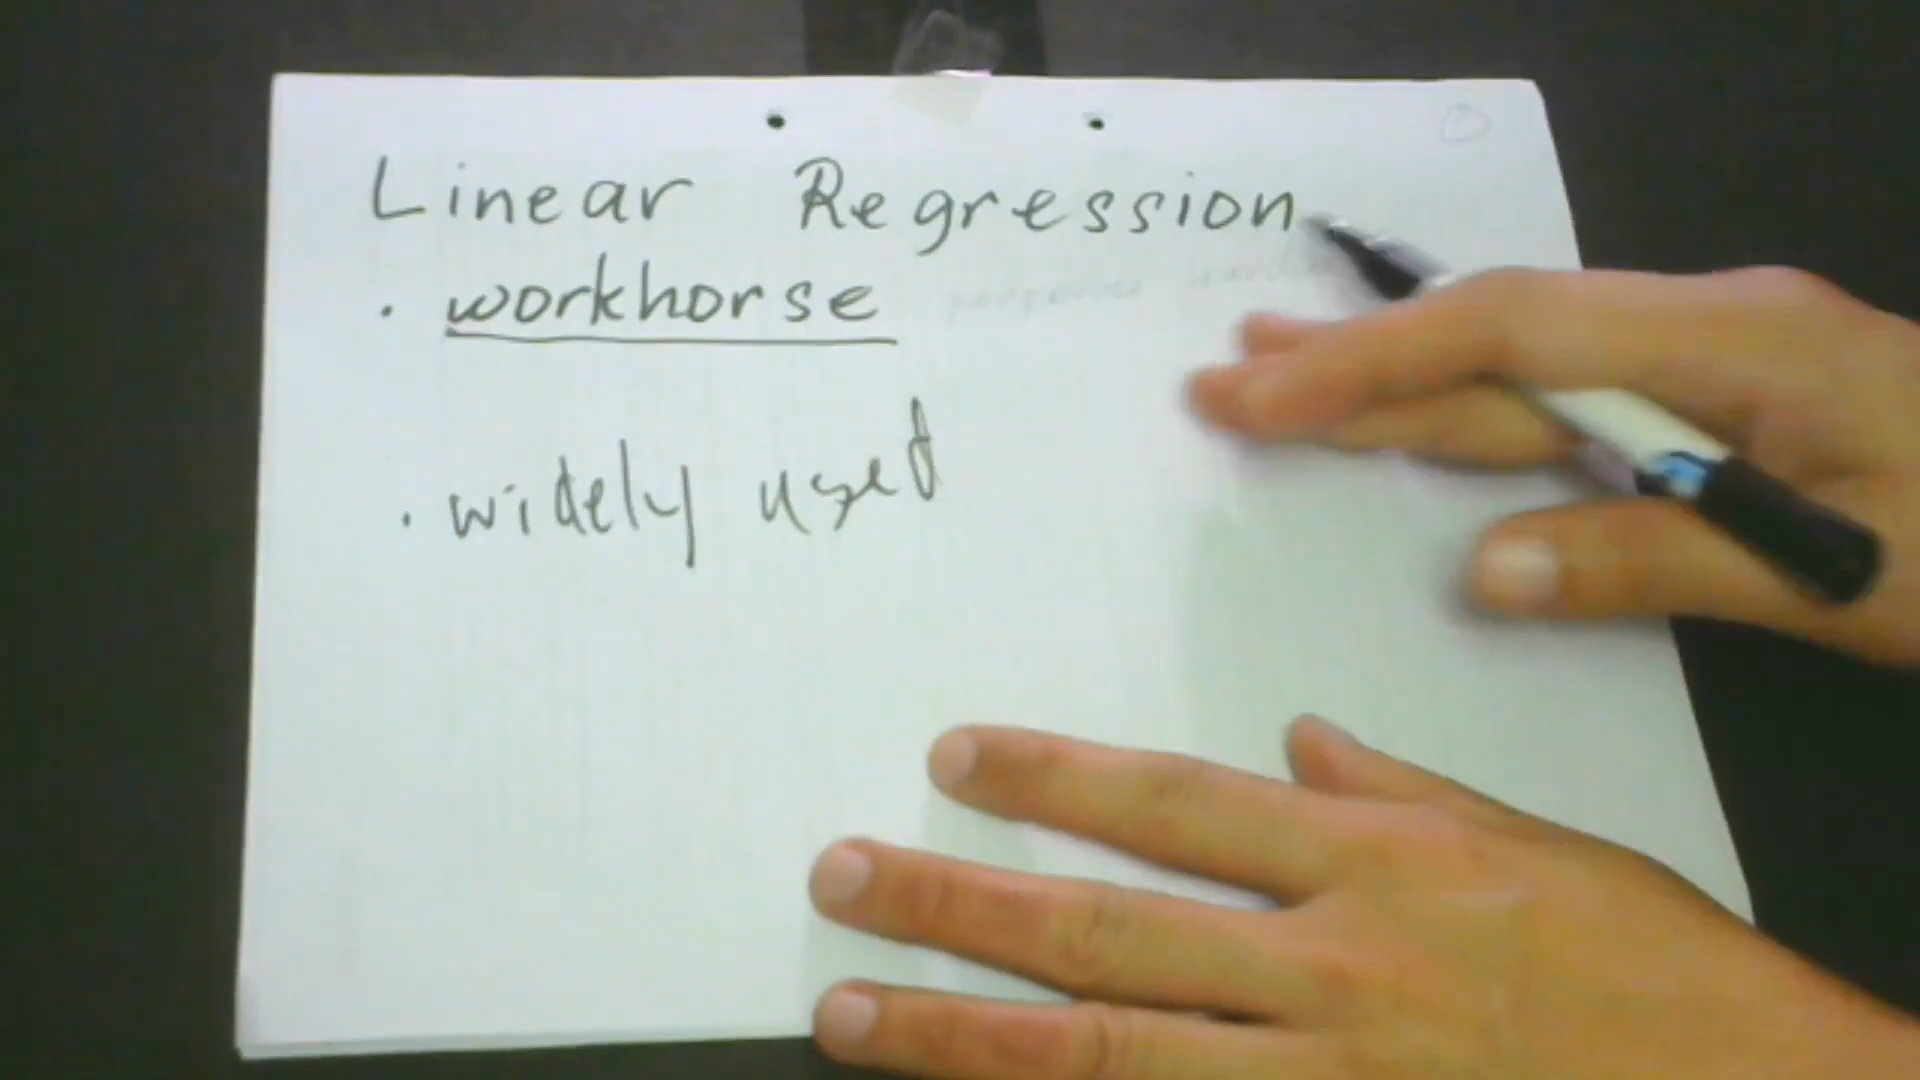 Linear Regression
· workhorse
· widely used